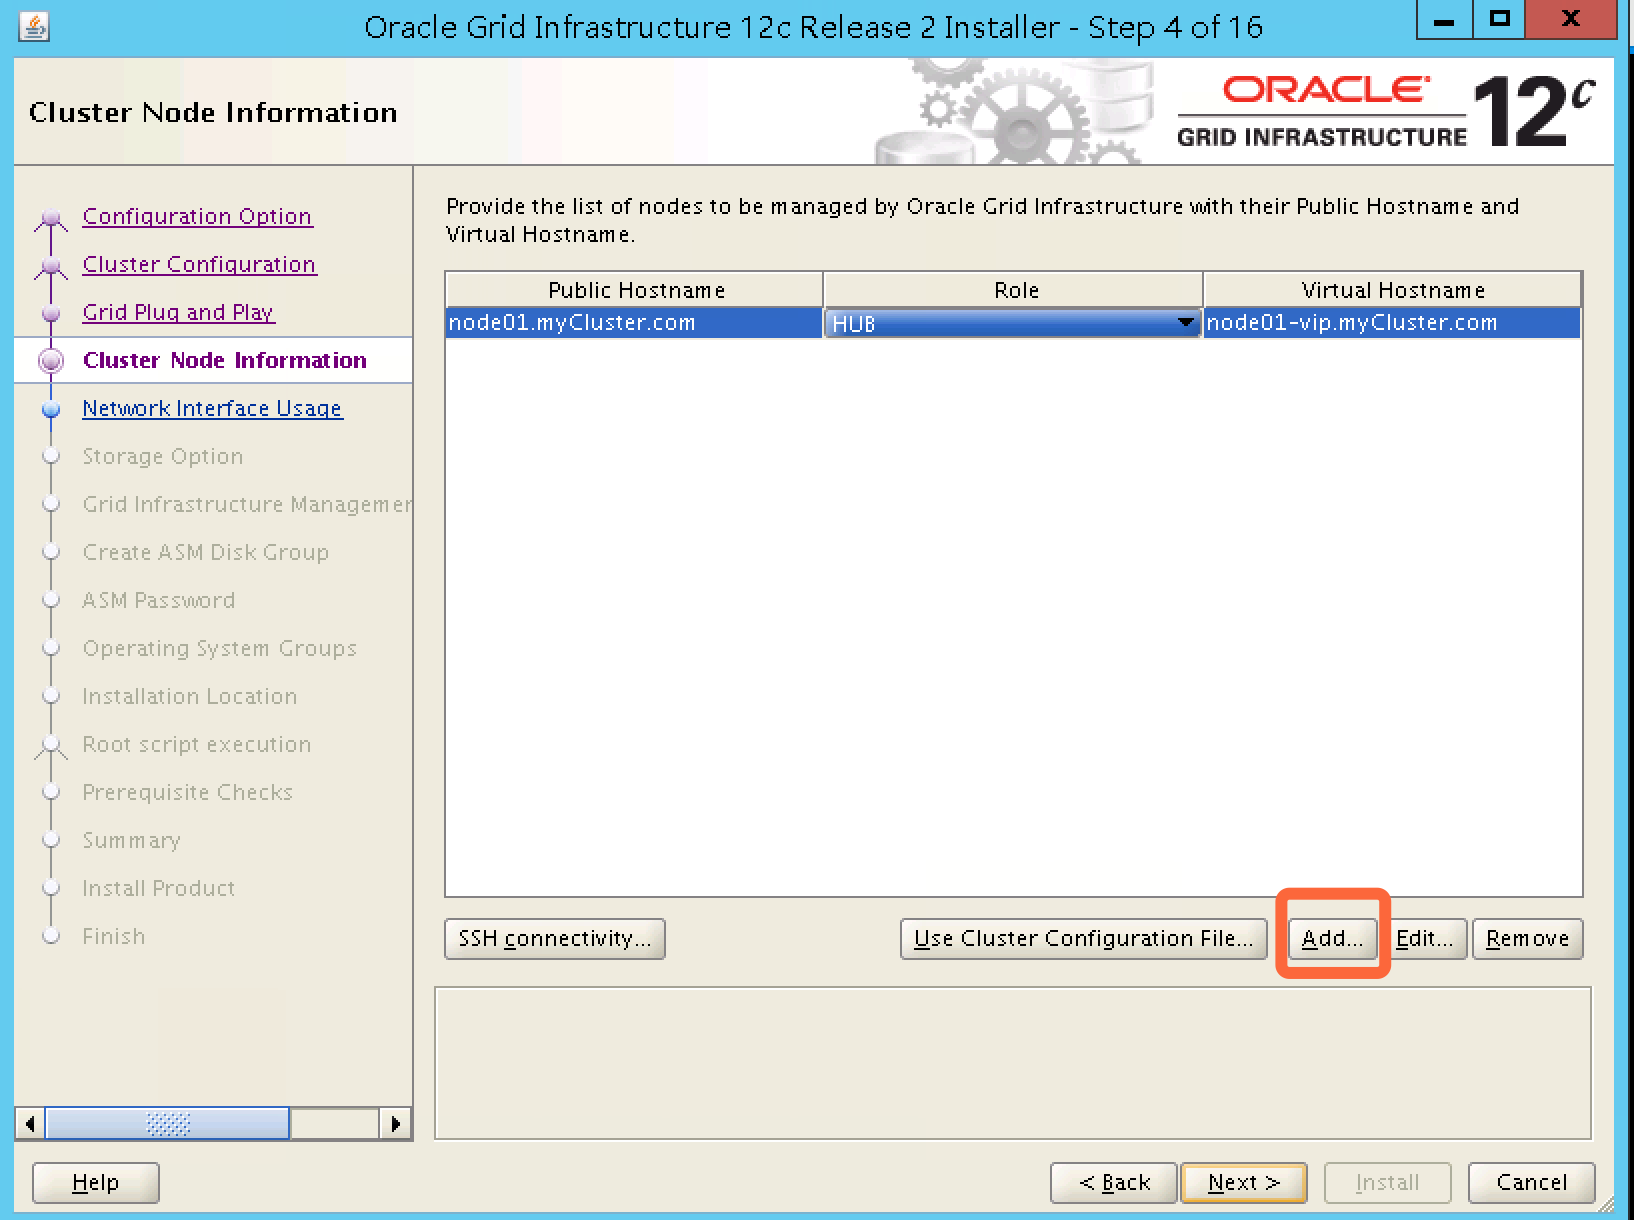 Oracle Grid Infrastructure 12c Release 2 Installer - Step 4 of 16
Cluster Node Information
ORACLE
GRID INFRASTRUCTURE
12c
Configuration Option
Cluster Configuration
Grid Plug and Play
Cluster Node Information
Network Interface Usage
Storage Option
Grid Infrastructure Managemer
Create ASM Disk Group
ASM Password
Operating System Groups
Installation Location
Root script execution
Prerequisite Checks
Summary
Install Product
Finish
Provide the list of nodes to be managed by Oracle Grid Infrastructure with their Public Hostname and
Virtual Hostname.
Public Hostname Role Virtual Hostname
node01.myCluster.com HUB node01-vip.myCluster.com
SSH connectivity... Use Cluster Configuration File... Add... Edit... Remove
Help < Back Next > Install Cancel